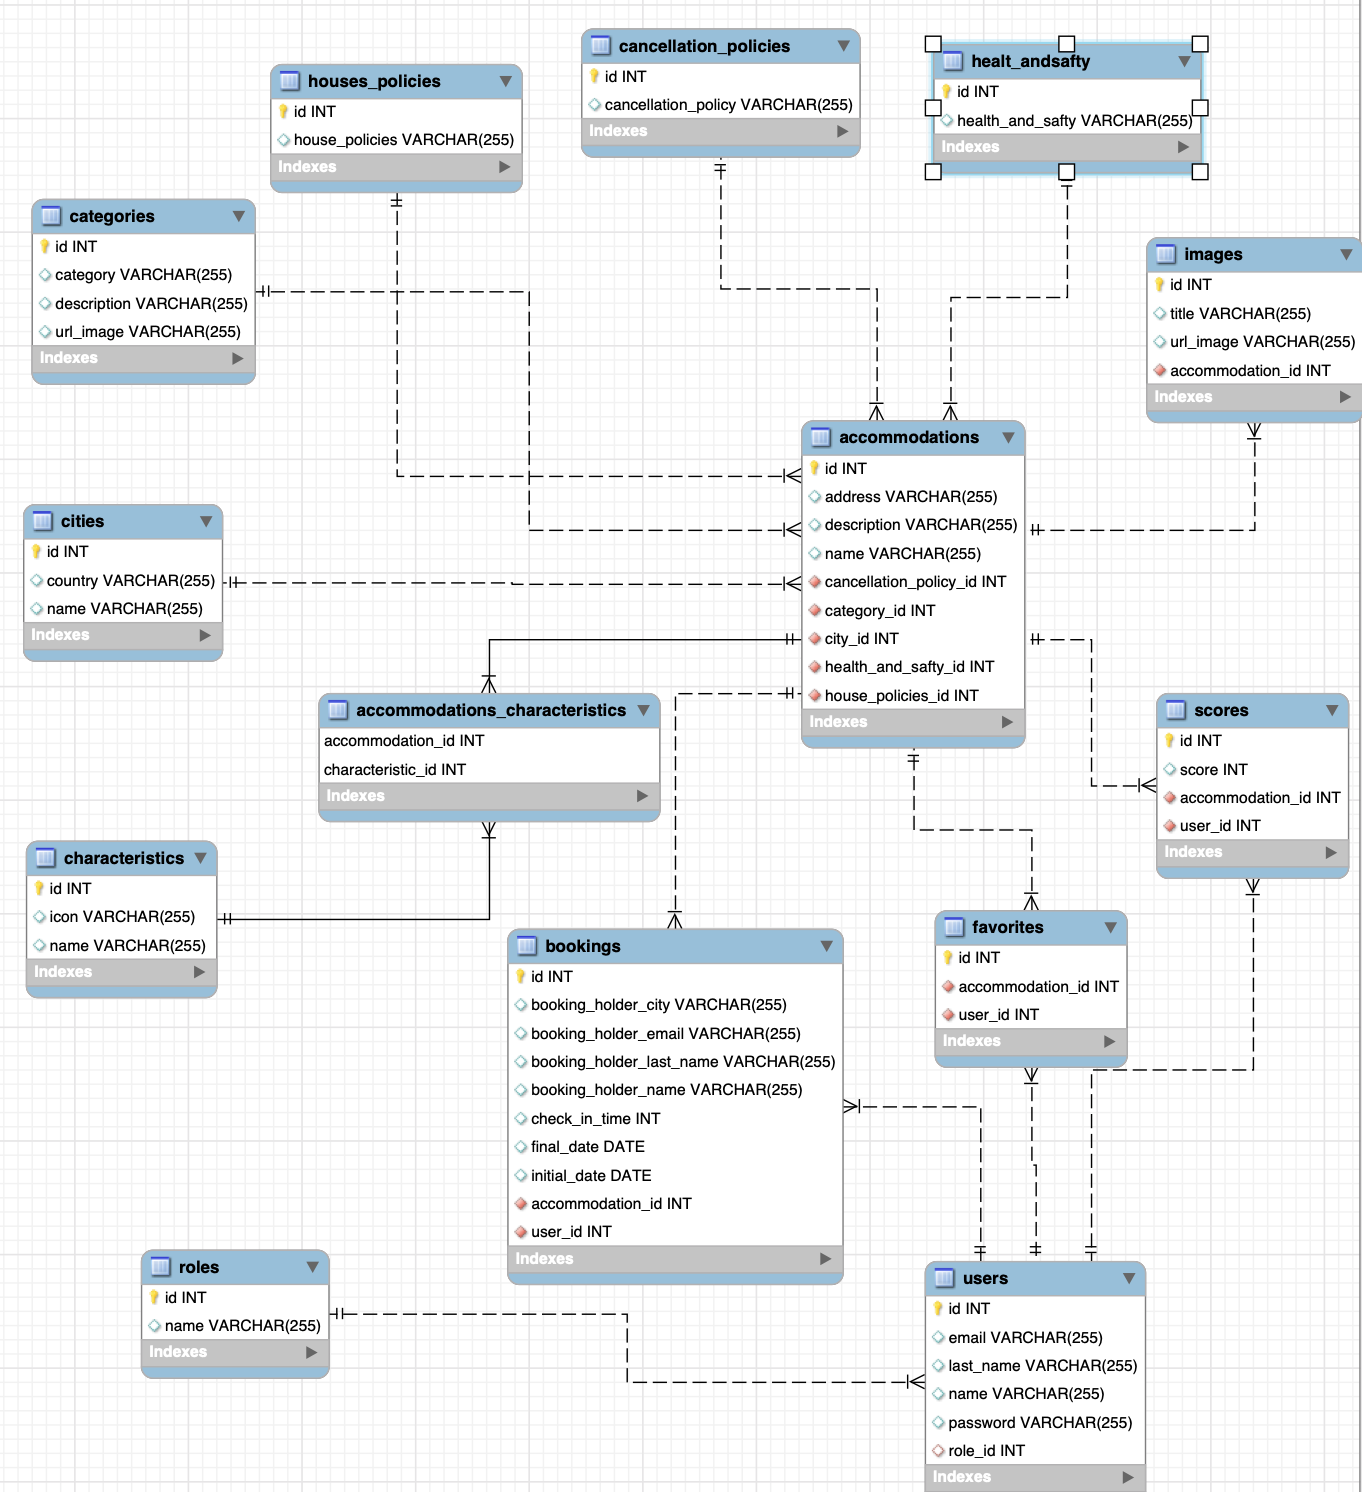 cancellation_policies
id INT
cancellation_policy VARCHAR(255)
Indexes
healt_andsafty
id INT
health_and_safty VARCHAR(255)
Indexes
houses_policies
id INT
house_policies VARCHAR(255)
Indexes
categories
id INT
category VARCHAR(255)
description VARCHAR(255)
url_image VARCHAR(255)
Indexes
images
id INT
title VARCHAR(255)
url_image VARCHAR(255)
accommodation_id INT
Indexes
accommodations
id INT
address VARCHAR(255)
description VARCHAR(255)
name VARCHAR(255)
cancellation_policy_id INT
category_id INT
city_id INT
health_and_safty_id INT
house_policies_id INT
Indexes
cities
id INT
country VARCHAR(255)
name VARCHAR(255)
Indexes
accommodations_characteristics
accommodation_id INT
characteristic_id INT
Indexes
scores
id INT
score INT
accommodation_id INT
user_id INT
Indexes
characteristics
id INT
icon VARCHAR(255)
name VARCHAR(255)
Indexes
favorites
id INT
accommodation_id INT
user_id INT
Indexes
bookings
id INT
booking_holder_city VARCHAR(255)
booking_holder_email VARCHAR(255)
booking_holder_last_name VARCHAR(255)
booking_holder_name VARCHAR(255)
check_in_time INT
final_date DATE
initial_date DATE
accommodation_id INT
user_id INT
Indexes
roles
id INT
name VARCHAR(255)
Indexes
users
id INT
email VARCHAR(255)
last_name VARCHAR(255)
name VARCHAR(255)
password VARCHAR(255)
role_id INT
Indexes